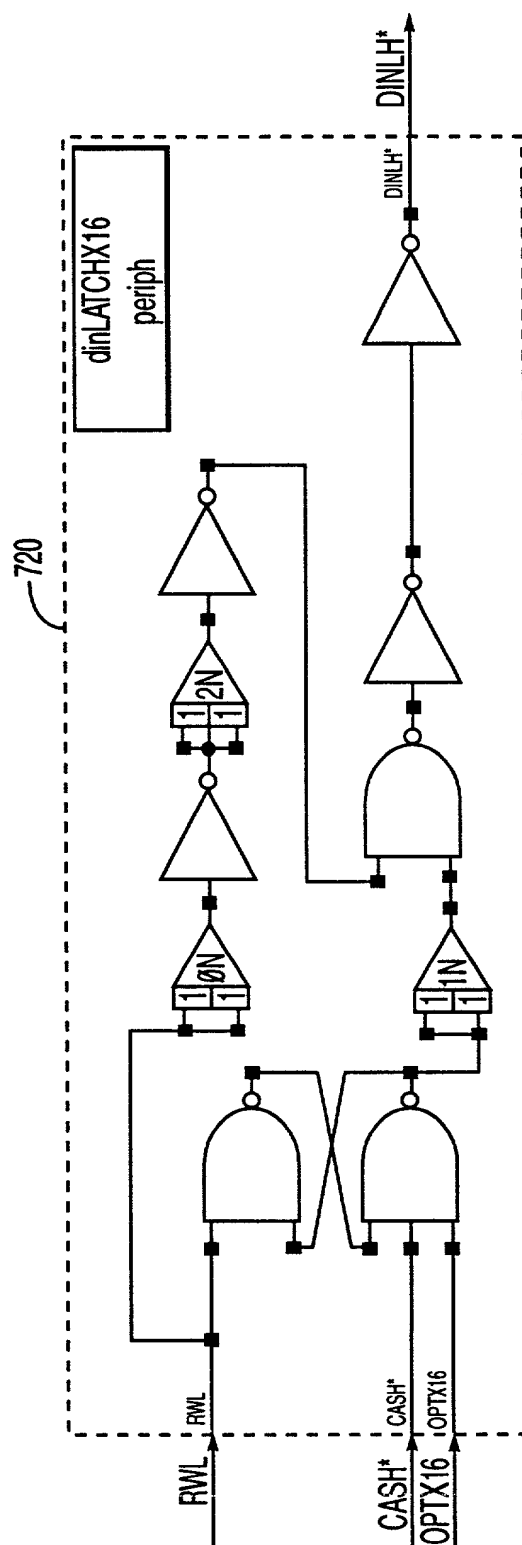 720
dinLATCHX16
periph
RWL
RWL
CASH*
CASH*
OPTX16
OPTX16
1
1
ØN
1
1
2N
1
1
1N
DINLH*
DINLH*